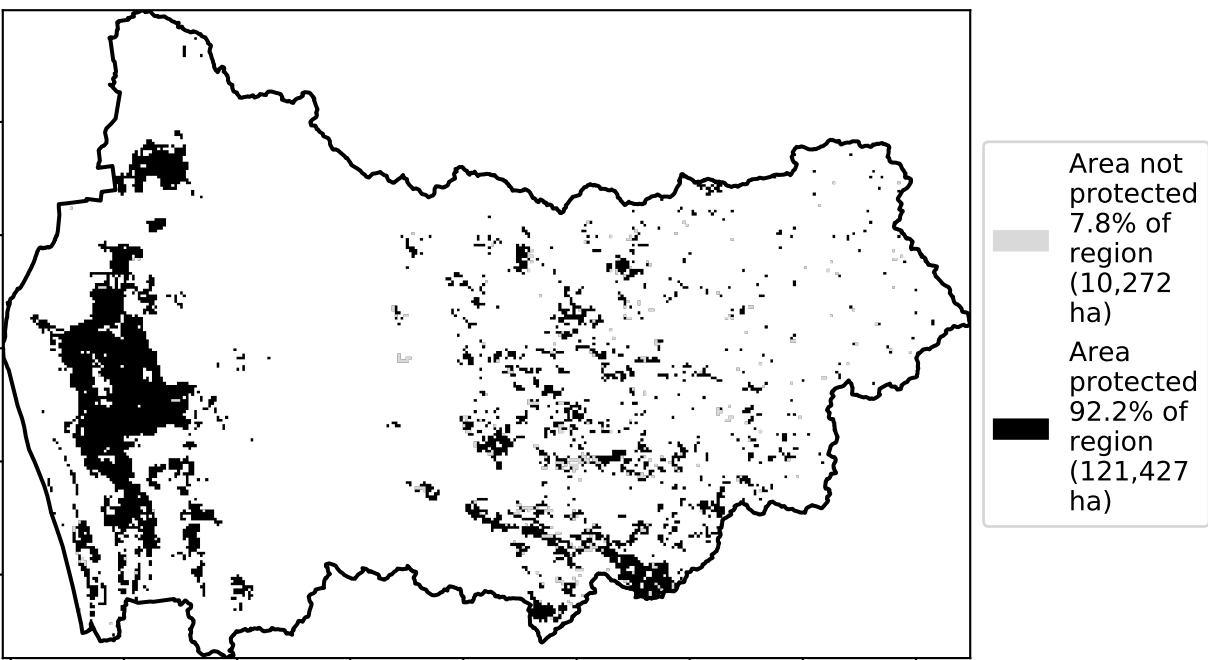 Area not
protected
7.8% of
region
(10,272
ha)
Area
protected
92.2% of
region
(121,427
ha)